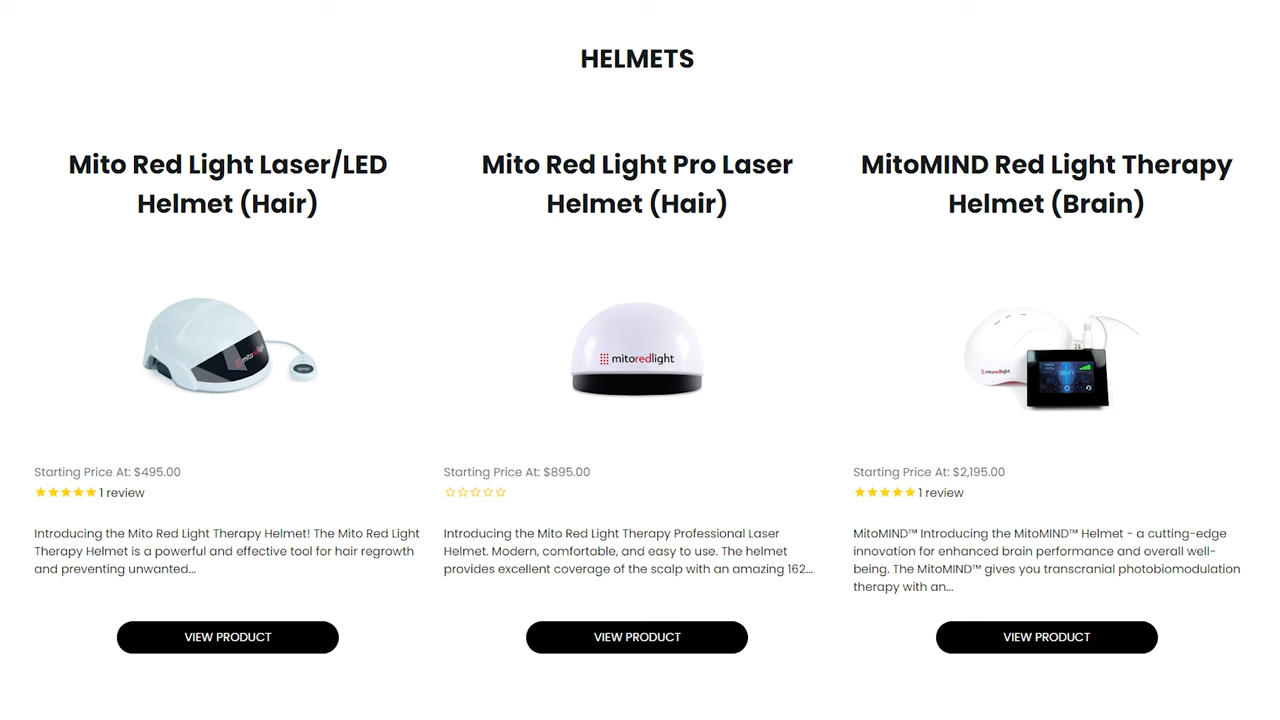 HELMETS
Mito Red Light Laser/LED
Helmet (Hair)
Mito Red Light Pro Laser
Helmet (Hair)
MitoMIND Red Light Therapy
Helmet (Brain)
mitoredlight
mitoredlight
mitoredlight.
Starting Price At: $495.00
1 review
Introducing the Mito Red Light Therapy Helmet! The Mito Red Light
Therapy Helmet is a powerful and effective tool for hair regrowth
and preventing unwanted...
VIEW PRODUCT
Starting Price At: $895.00
Introducing the Mito Red Light Therapy Professional Laser
Helmet. Modern, comfortable, and easy to use. The helmet
provides excellent coverage of the scalp with an amazing 162...
VIEW PRODUCT
Starting Price At: $2,195.00
1 review
MitoMIND™ Introducing the MitoMIND™ Helmet - a cutting-edge
innovation for enhanced brain performance and overall well-
being. The MitoMIND™ gives you transcranial photobiomodulation
therapy with an...
VIEW PRODUCT